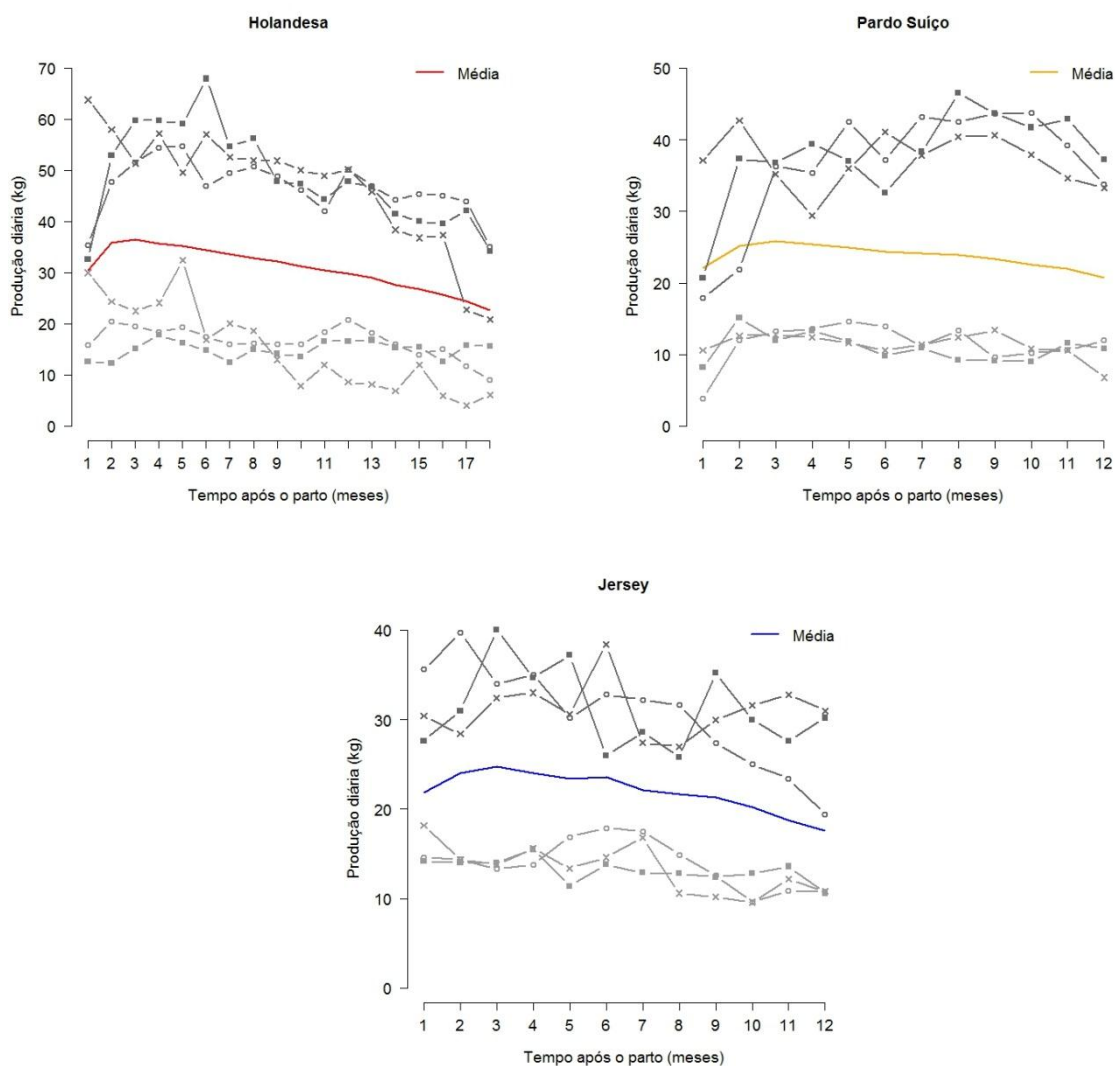 Holandesa
Média
Produção diária (kg)
70
60
50
40
30
20
10
0
1 2 3 4 5 6 7 8 9 11 13 15 17
Tempo após o parto (meses)
Pardo Suíço
Média
Produção diária (kg)
50
40
30
20
10
0
1 2 3 4 5 6 7 8 9 10 11 12
Tempo após o parto (meses)
Jersey
Média
Produção diária (kg)
40
30
20
10
0
1 2 3 4 5 6 7 8 9 10 11 12
Tempo após o parto (meses)